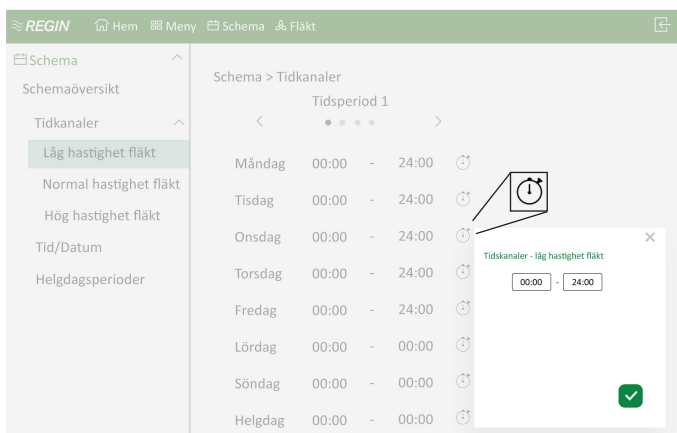 REGIN Hem Meny Schema Fläkt
Schema
Schemaöversikt
Tidkanaler
Låg hastighet fläkt
Normal hastighet fläkt
Hög hastighet fläkt
Tid/Datum
Helgdagsperioder
Schema > Tidkanaler
Tidsperiod 1
< >
Måndag 00:00 - 24:00
Tisdag 00:00 - 24:00
Onsdag 00:00 - 24:00
Torsdag 00:00 - 24:00
Fredag 00:00 - 24:00
Lördag 00:00 - 00:00
Söndag 00:00 - 00:00
Helgdag 00:00 - 00:00
Tidskanaler - låg hastighet fläkt
00:00 - 24:00